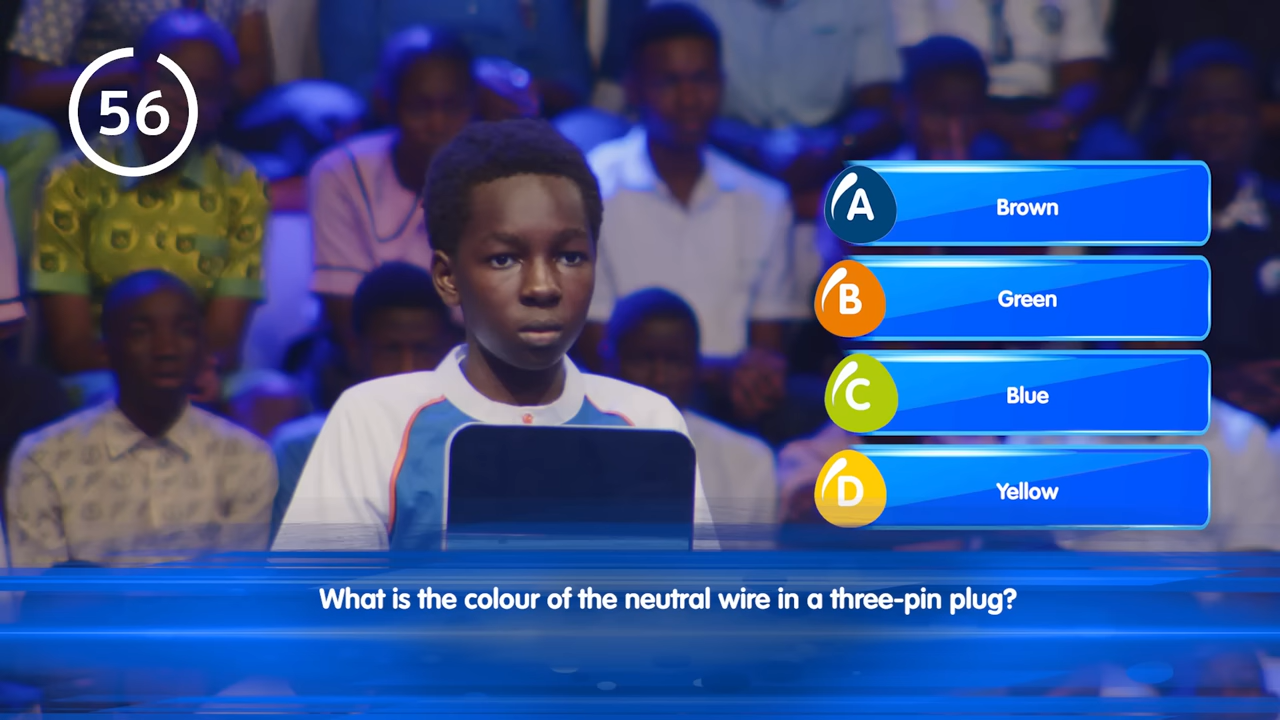 56
A Brown
B Green
C Blue
D Yellow
What is the colour of the neutral wire in a three-pin plug?